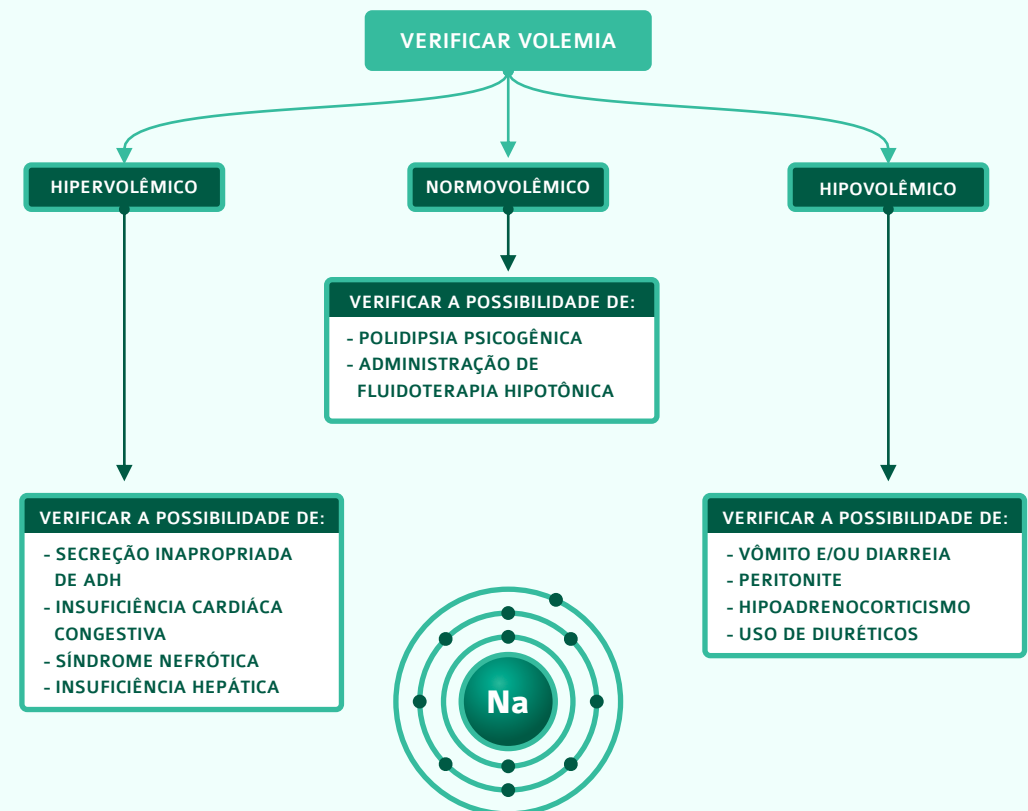 VERIFICAR VOLEMIA
HIPERVOLÊMICO
NORMOVOLÊMICO
HIPOVOLÊMICO
VERIFICAR A POSSIBILIDADE DE:
- POLIDIPSIA PSICOGÊNICA
- ADMINISTRAÇÃO DE
FLUIDOTERAPIA HIPOTÔNICA
VERIFICAR A POSSIBILIDADE DE:
- SECREÇÃO INAPROPRIADA
DE ADH
- INSUFICIÊNCIA CARDIÁCA
CONGESTIVA
- SÍNDROME NEFRÓTICA
- INSUFICIÊNCIA HEPÁTICA
VERIFICAR A POSSIBILIDADE DE:
- VÔMITO E/OU DIARREIA
- PERITONITE
- HIPOADRENOCORTICISMO
- USO DE DIURÉTICOS
Na